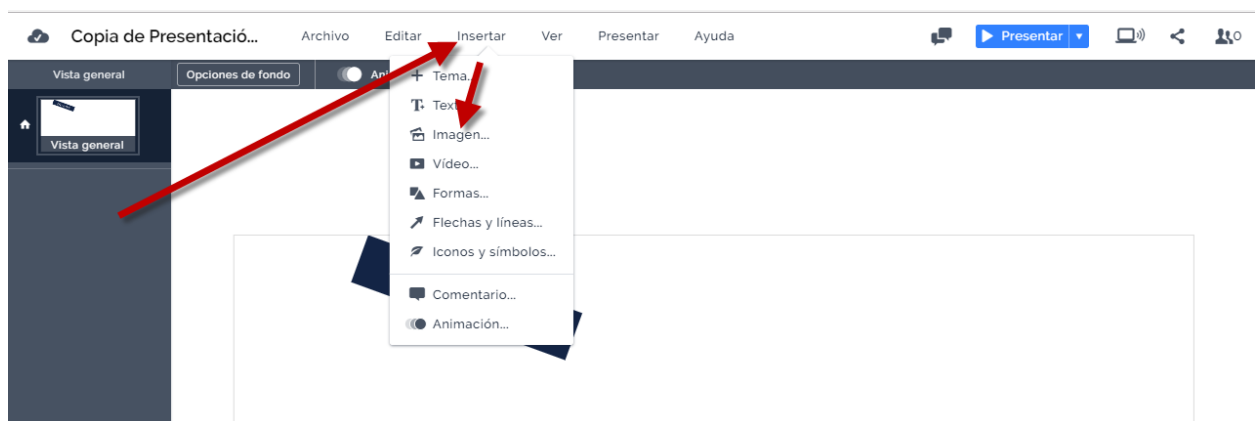 Copia de Presentació... Archivo Editar Insertar Ver Presentar Ayuda Presentar 0
Vista general Opciones de fondo
Tema...
Imagen...
Vista general
Vídeo...
Formas...
Flechas y líneas...
Iconos y símbolos...
Comentario...
Animación...